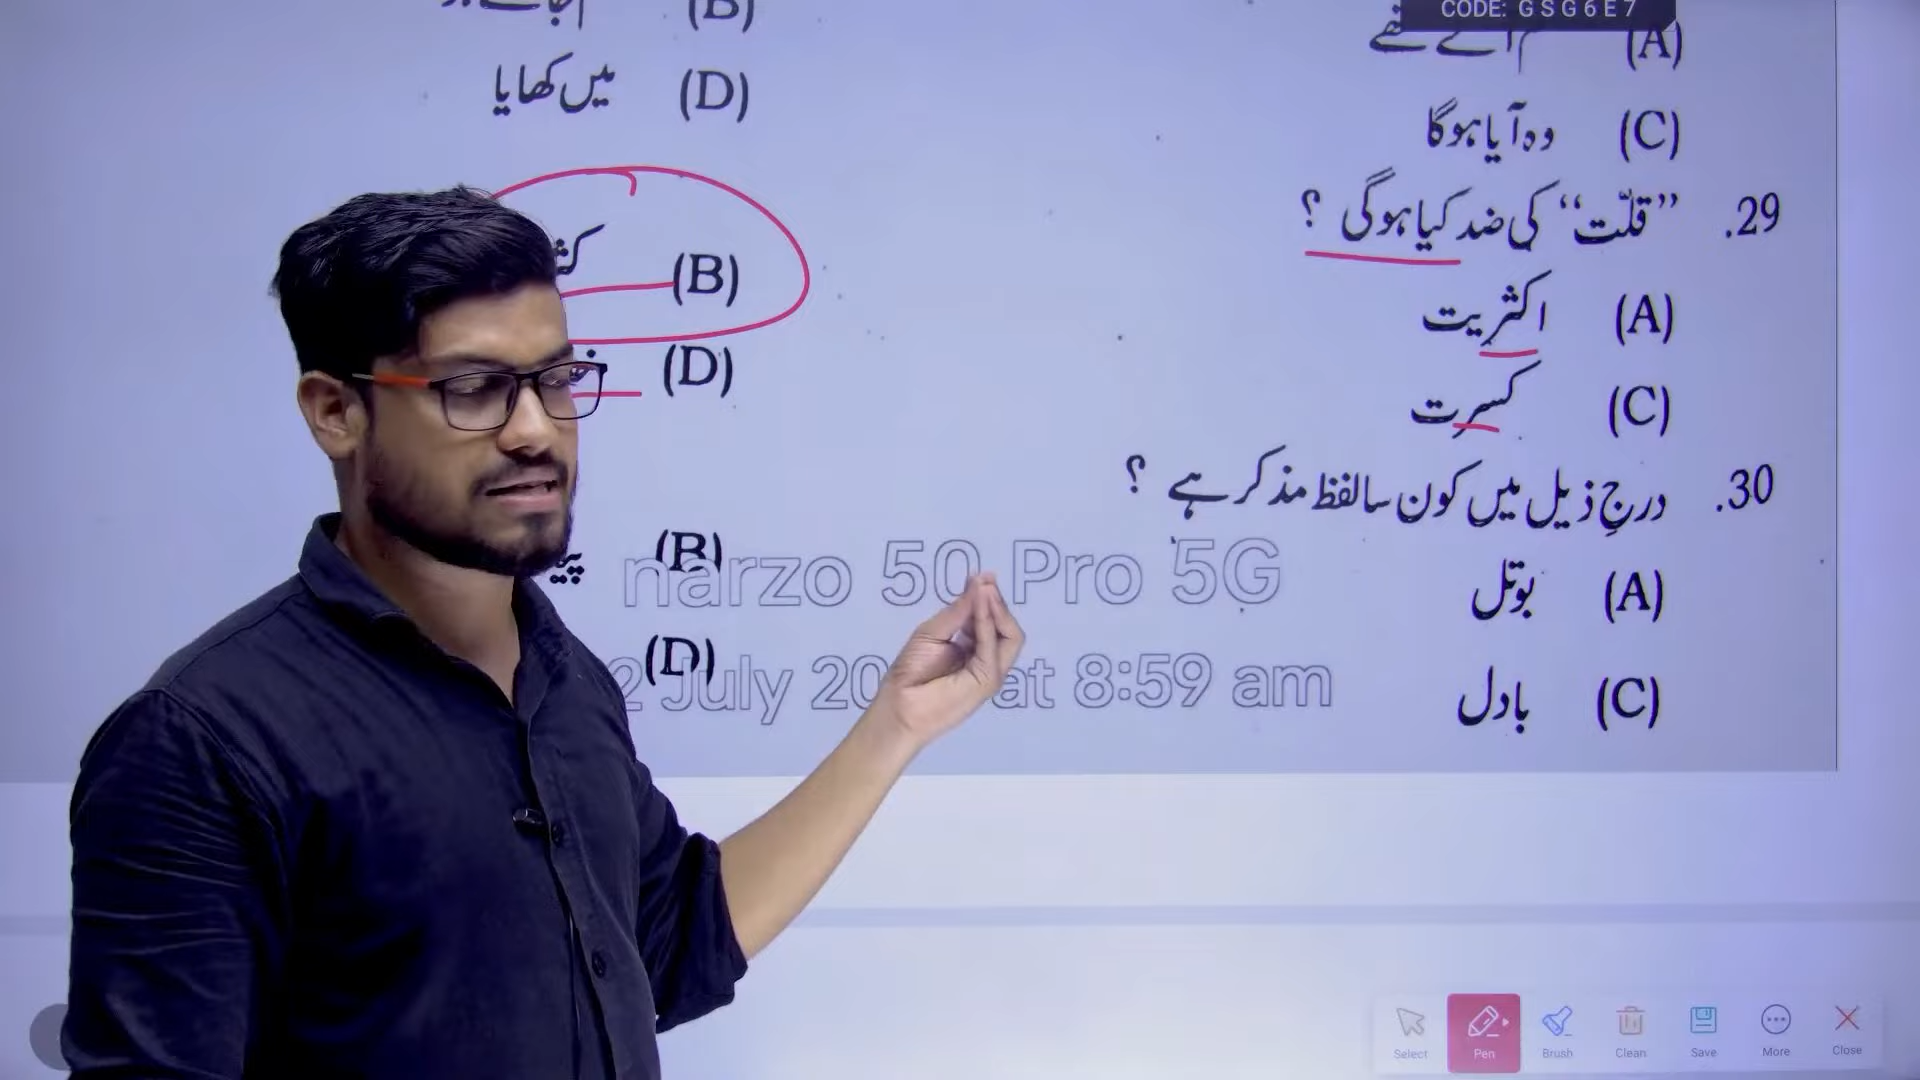 CODE: G S G 6 E 7
(A) (B)
(C) وہ آیا ہوگا (D) میں کھایا
29. ”قلّت“ کی ضد کیا ہوگی ؟
(A) اکثریت (B)
(C) کسرت (D)
30. درجِ ذیل میں کون سا لفظ مذکر ہے ؟
(A) بوتل (B)
(C) بادل (D)
narzo 50 Pro 5G
July at 8:59 am
Select Pen Brush Clean Save More Close